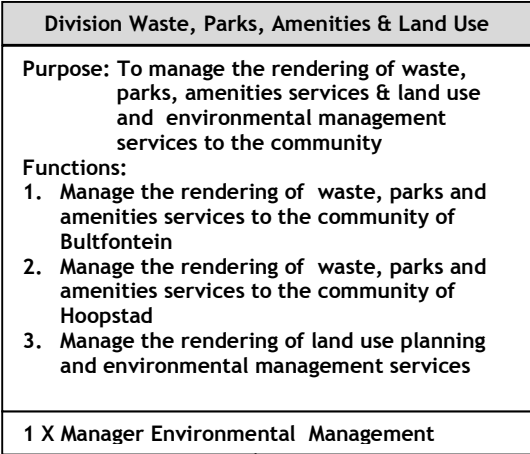 Division Waste, Parks, Amenities & Land Use
Purpose: To manage the rendering of waste,
parks, amenities services & land use
and environmental management
services to the community
Functions:
1. Manage the rendering of waste, parks and
amenities services to the community of
Bultfontein
2. Manage the rendering of waste, parks and
amenities services to the community of
Hoopstad
3. Manage the rendering of land use planning
and environmental management services
1 X Manager Environmental Management